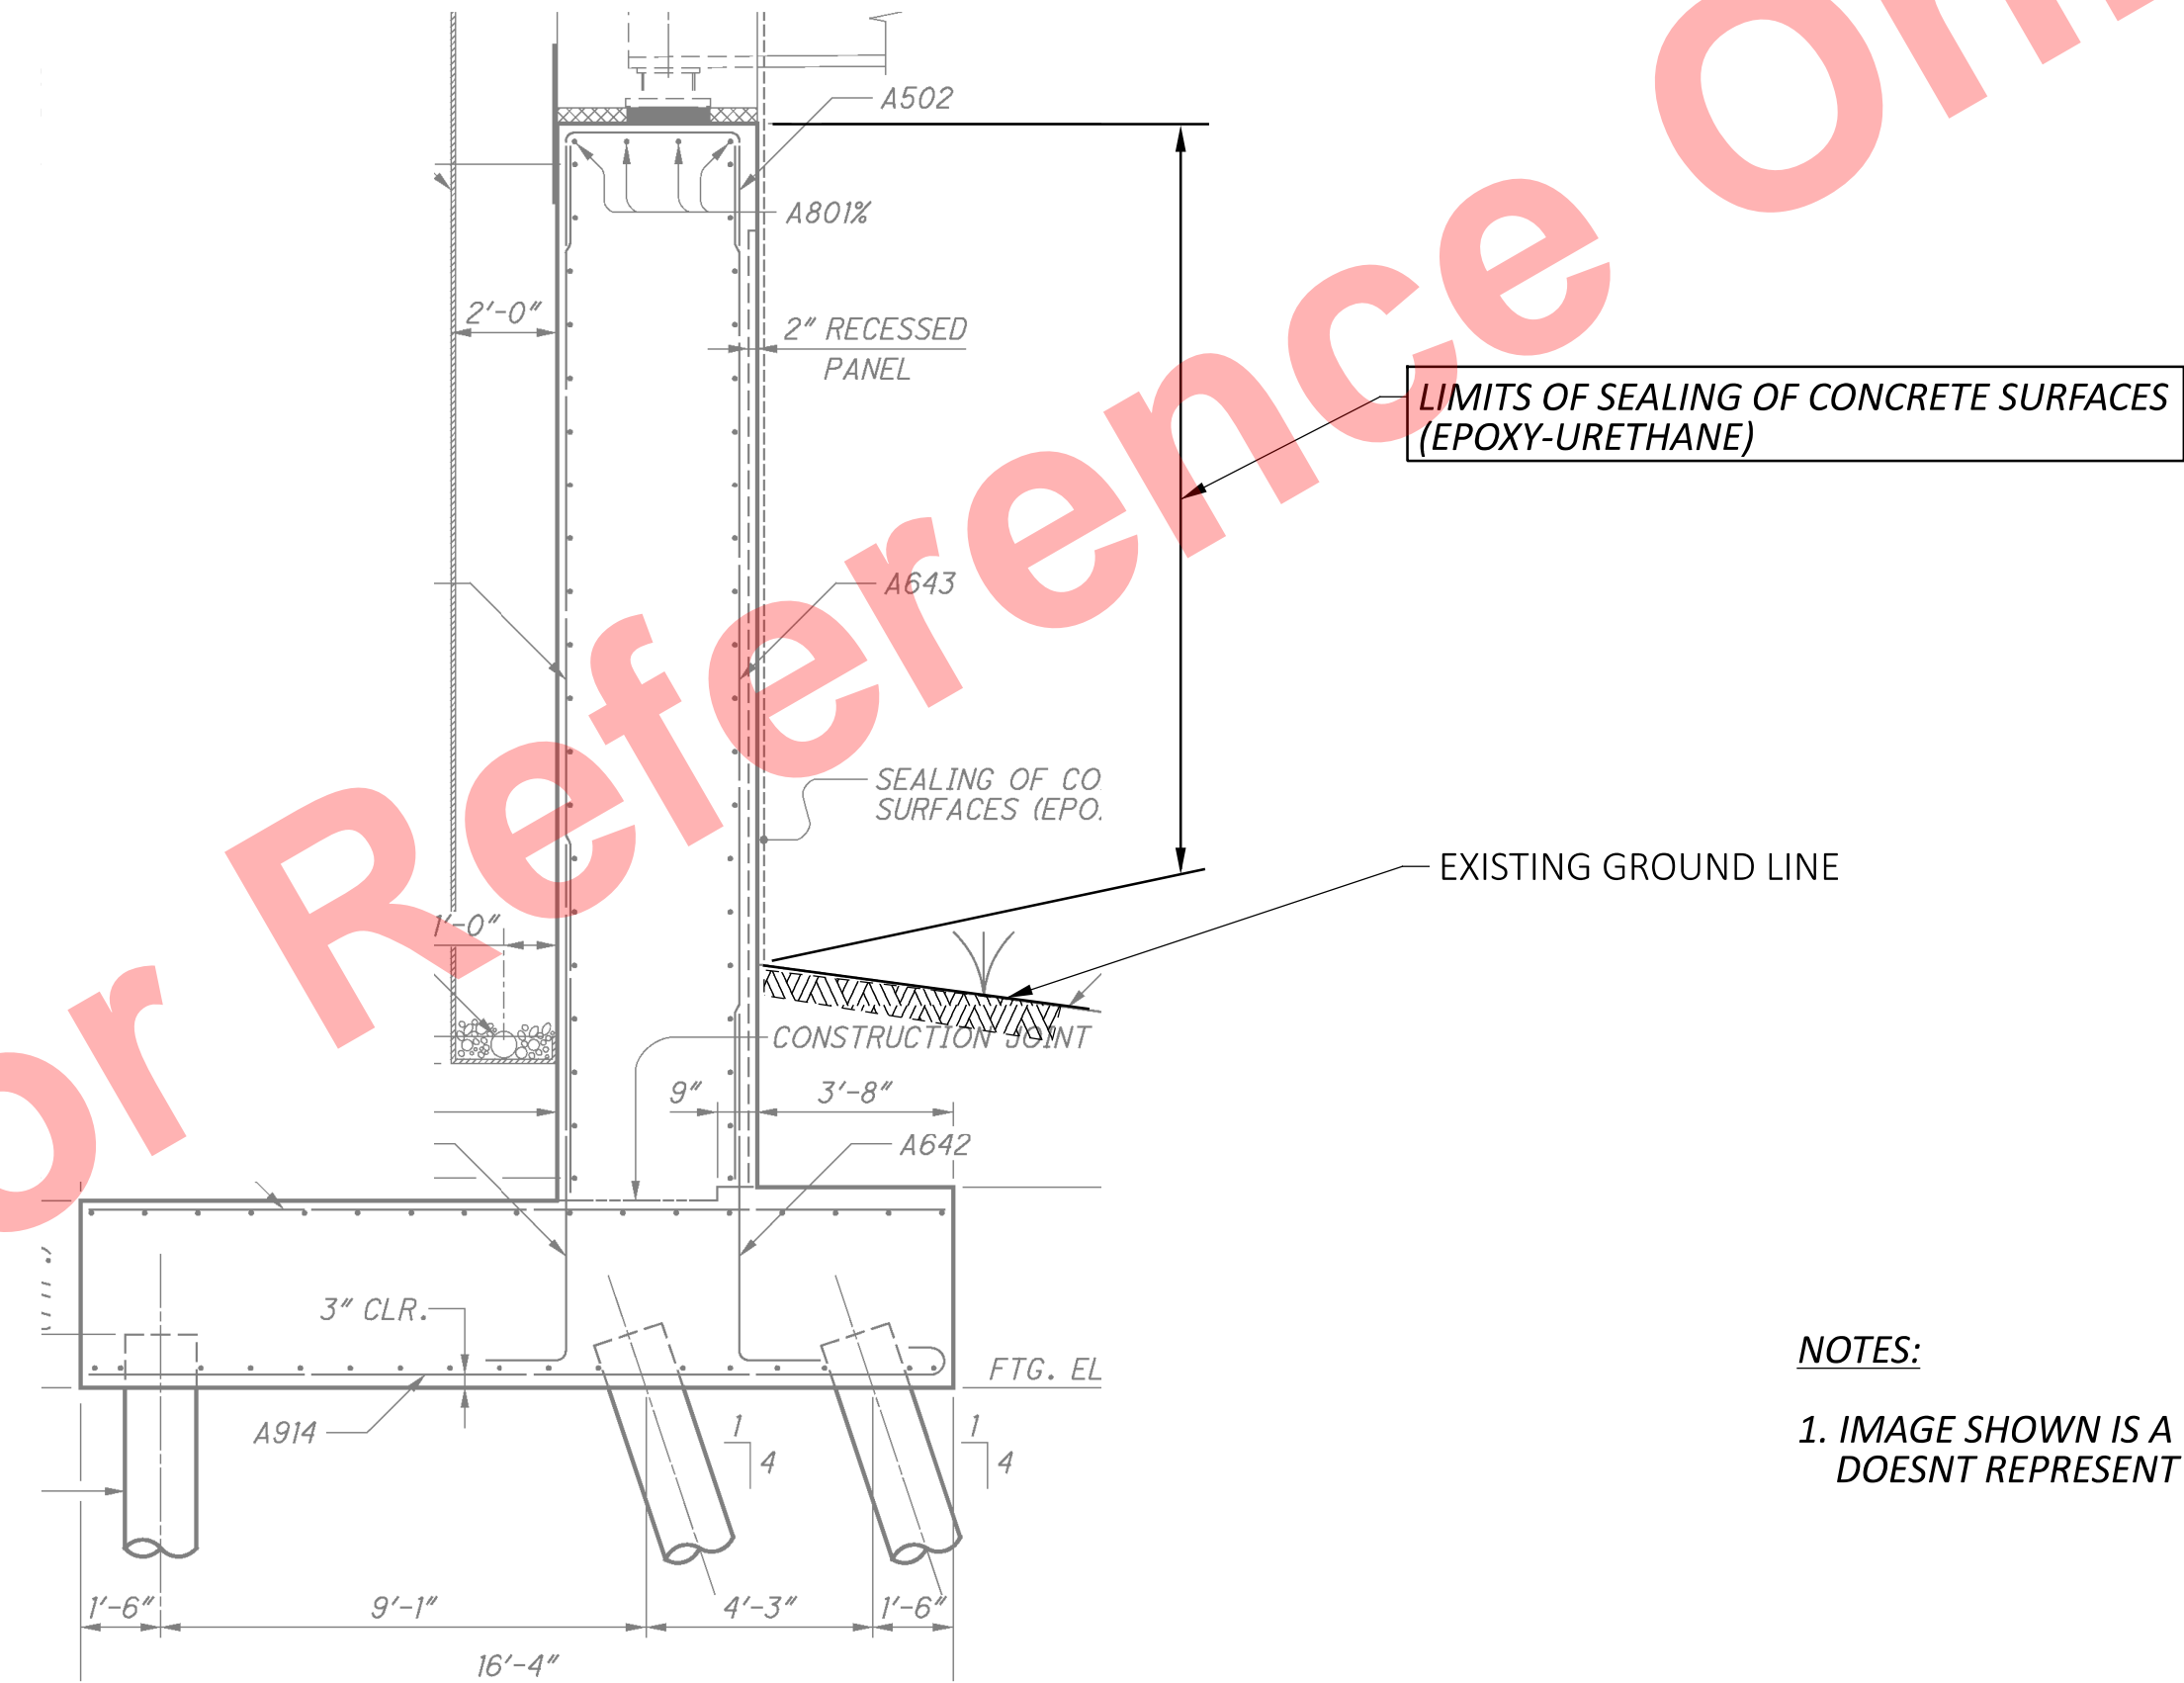 A502
A801%
2'-0"
2" RECESSED
PANEL
LIMITS OF SEALING OF CONCRETE SURFACES
(EPOXY-URETHANE)
A643
SEALING OF CO
SURFACES (EPO
EXISTING GROUND LINE
1'-0"
CONSTRUCTION JOINT
9"
3'-8"
A642
3" CLR.
FTG. EL
A914
1
4
1
4
NOTES:
1. IMAGE SHOWN IS A
DOESNT REPRESENT
1'-6"
9'-1"
4'-3"
1'-6"
16'-4"
or Reference On